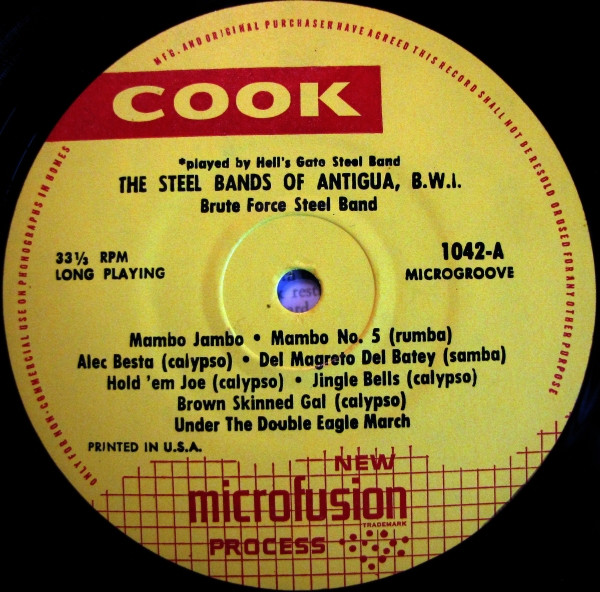 MFG. AND ORIGINAL PURCHASER HAVE AGREED THIS RECORD SHALL NOT BE RESOLD OR USED FOR ANY OTHER PURPOSE
COOK
*played by Hell's Gate Steel Band
THE STEEL BANDS OF ANTIGUA, B.W.I.
Brute Force Steel Band
33⅓ RPM
LONG PLAYING
1042-A
MICROGROOVE
Mambo Jambo • Mambo No. 5 (rumba)
Alec Besta (calypso) • Del Magreto Del Batey (samba)
Hold 'em Joe (calypso) • Jingle Bells (calypso)
Brown Skinned Gal (calypso)
Under The Double Eagle March
PRINTED IN U.S.A.
ONLY FOR NON-COMMERCIAL USE ON PHONOGRAPHS IN HOMES
NEW
microfusion
TRADEMARK
PROCESS